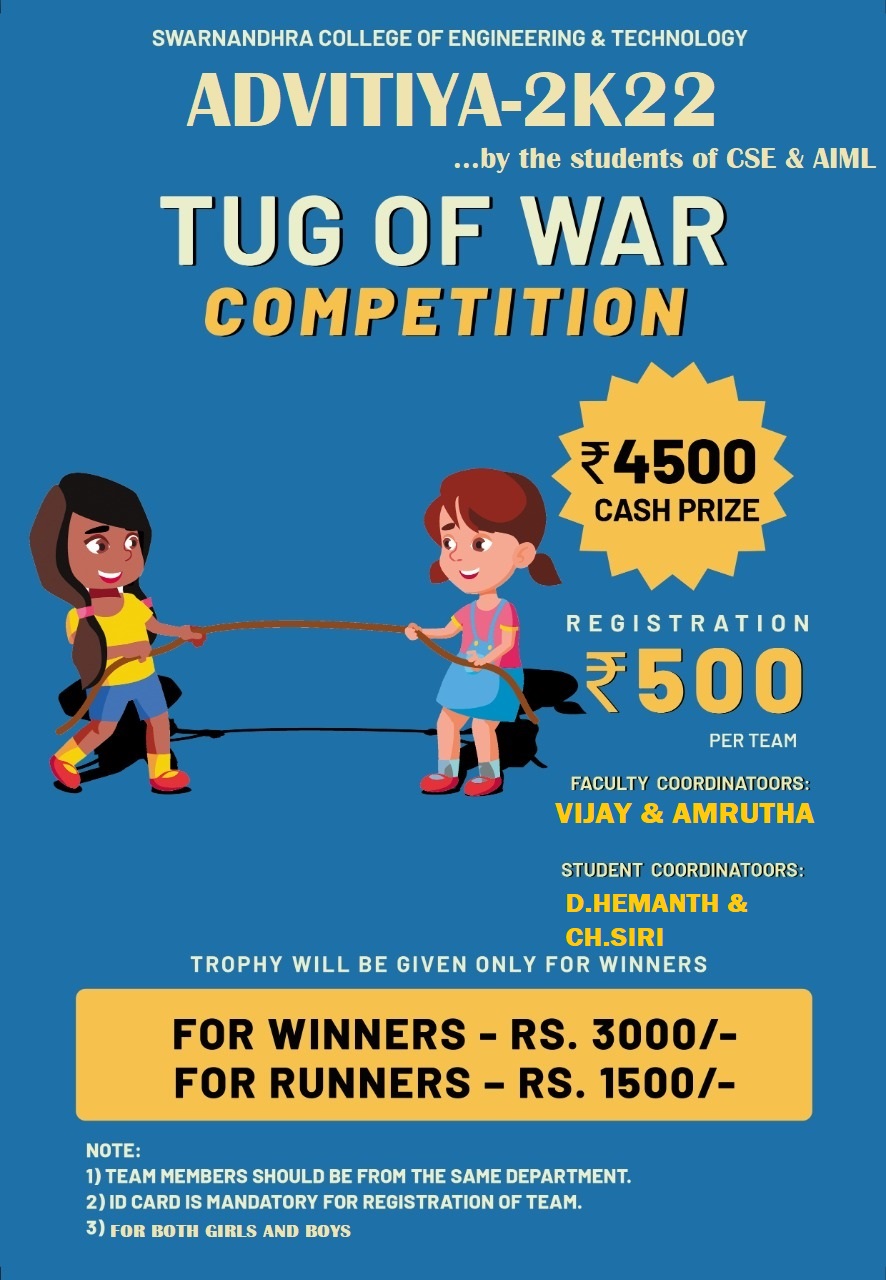 SWARNANDHRA COLLEGE OF ENGINEERING & TECHNOLOGY
ADVITIYA-2K22
...by the students of CSE & AIML
TUG OF WAR
COMPETITION
₹4500
CASH PRIZE
REGISTRATION
₹500
PER TEAM
FACULTY COORDINATOORS:
VIJAY & AMRUTHA
STUDENT COORDINATOORS:
D.HEMANTH &
CH.SIRI
TROPHY WILL BE GIVEN ONLY FOR WINNERS
FOR WINNERS - RS. 3000/-
FOR RUNNERS – RS. 1500/-
NOTE:
1) TEAM MEMBERS SHOULD BE FROM THE SAME DEPARTMENT.
2) ID CARD IS MANDATORY FOR REGISTRATION OF TEAM.
3) FOR BOTH GIRLS AND BOYS